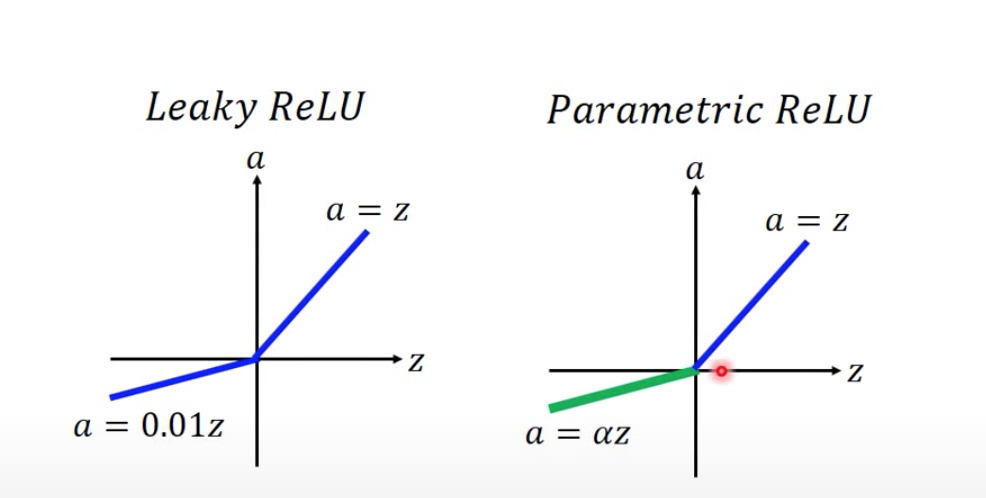 Leaky ReLU
a
a = z
z
a = 0.01z
Parametric ReLU
a
a = z
z
a = αz